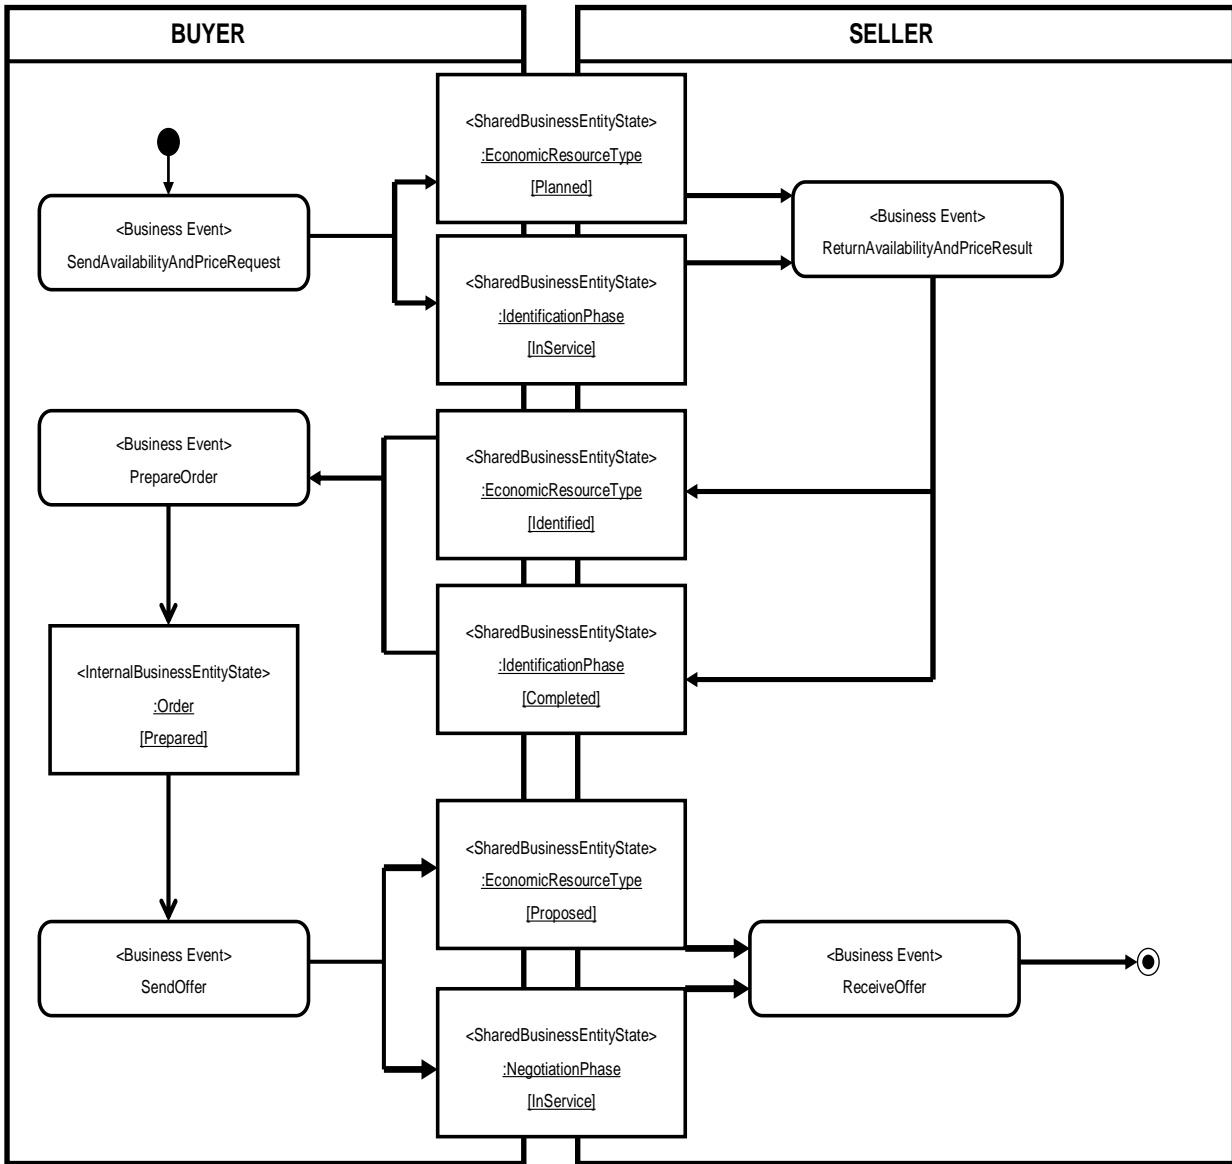 BUYER
SELLER
<SharedBusinessEntityState>
:EconomicResourceType
[Planned]
<Business Event>
SendAvailabilityAndPriceRequest
<Business Event>
ReturnAvailabilityAndPriceResult
<SharedBusinessEntityState>
:IdentificationPhase
[InService]
<Business Event>
PrepareOrder
<SharedBusinessEntityState>
:EconomicResourceType
[Identified]
<SharedBusinessEntityState>
:IdentificationPhase
[Completed]
<InternalBusinessEntityState>
:Order
[Prepared]
<SharedBusinessEntityState>
:EconomicResourceType
[Proposed]
<Business Event>
SendOffer
<Business Event>
ReceiveOffer
<SharedBusinessEntityState>
:NegotiationPhase
[InService]